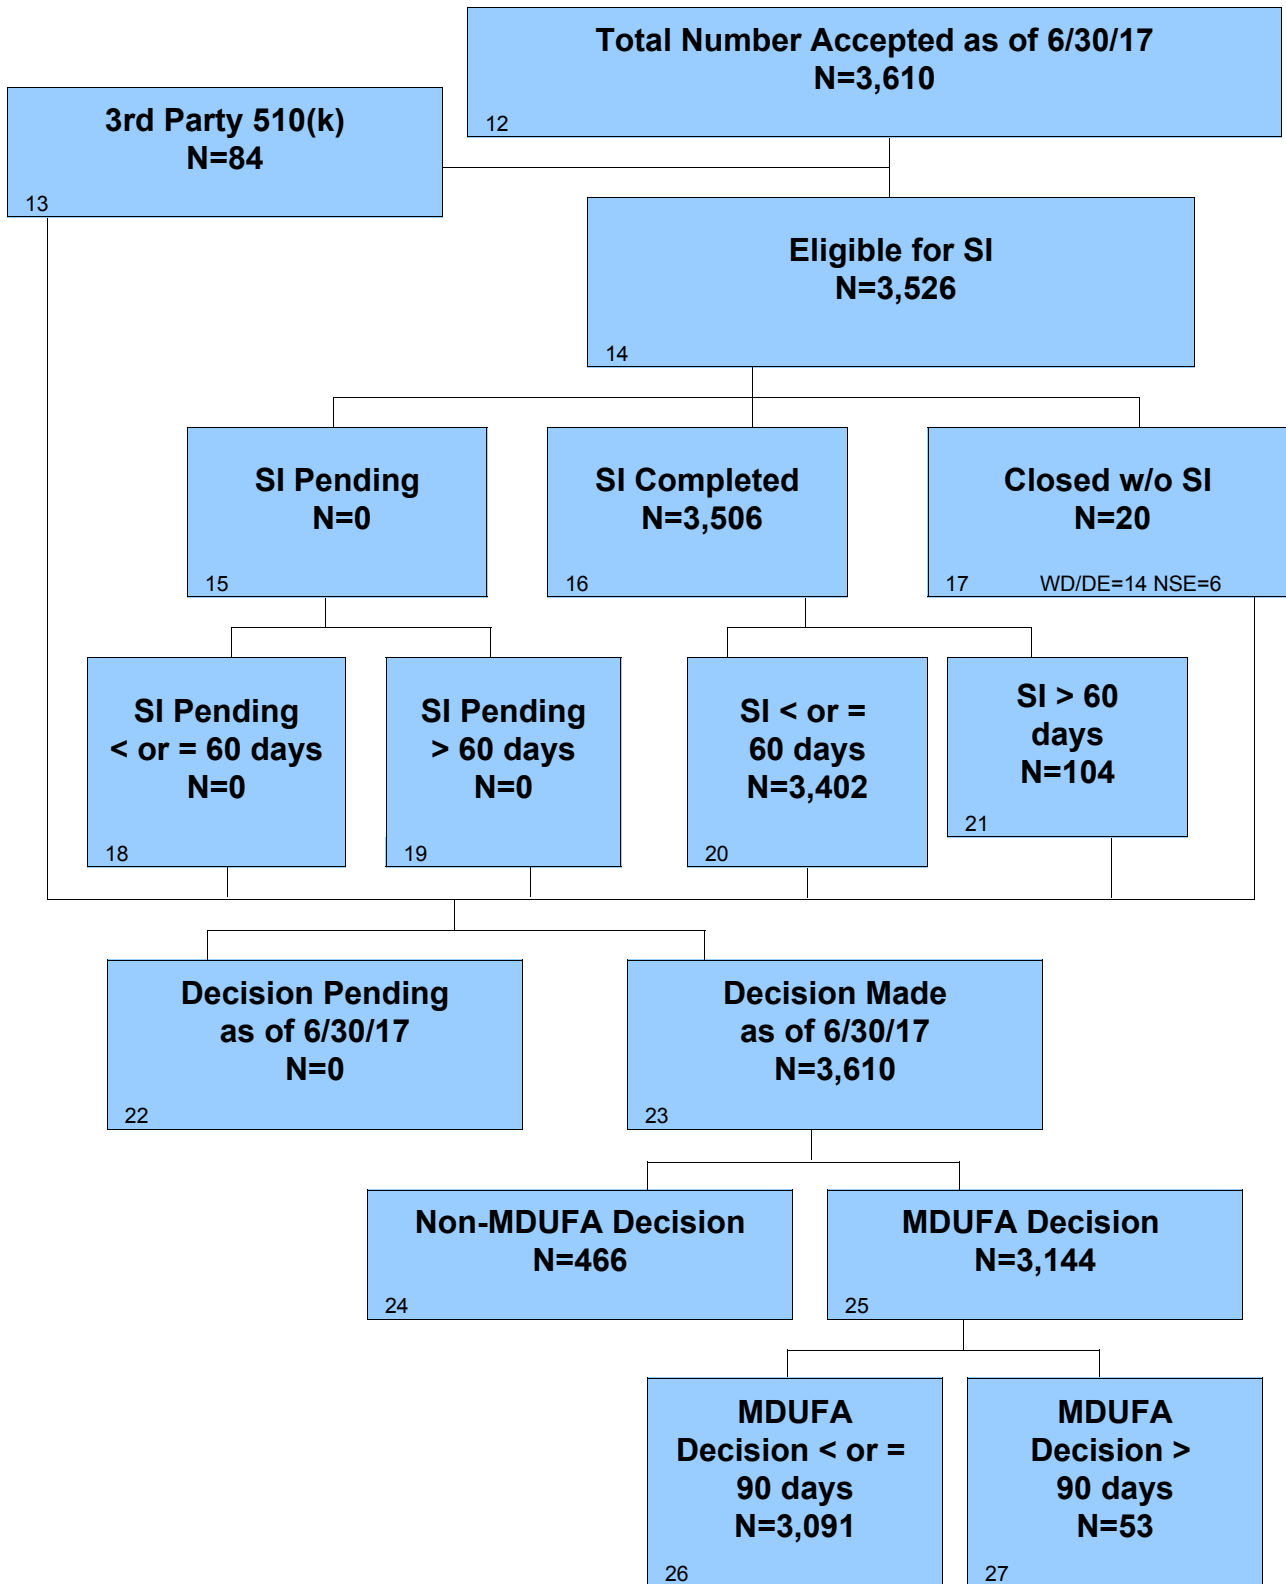 Total Number Accepted as of 6/30/17
N=3,610
12
3rd Party 510(k)
N=84
13
Eligible for SI
N=3,526
14
SI Pending
N=0
15
SI Completed
N=3,506
16
Closed w/o SI
N=20
17 WD/DE=14 NSE=6
SI Pending
< or = 60 days
N=0
18
SI Pending
> 60 days
N=0
19
SI < or =
60 days
N=3,402
20
SI > 60
days
N=104
21
Decision Pending
as of 6/30/17
N=0
22
Decision Made
as of 6/30/17
N=3,610
23
Non-MDUFA Decision
N=466
24
MDUFA Decision
N=3,144
25
MDUFA
Decision < or =
90 days
N=3,091
26
MDUFA
Decision >
90 days
N=53
27